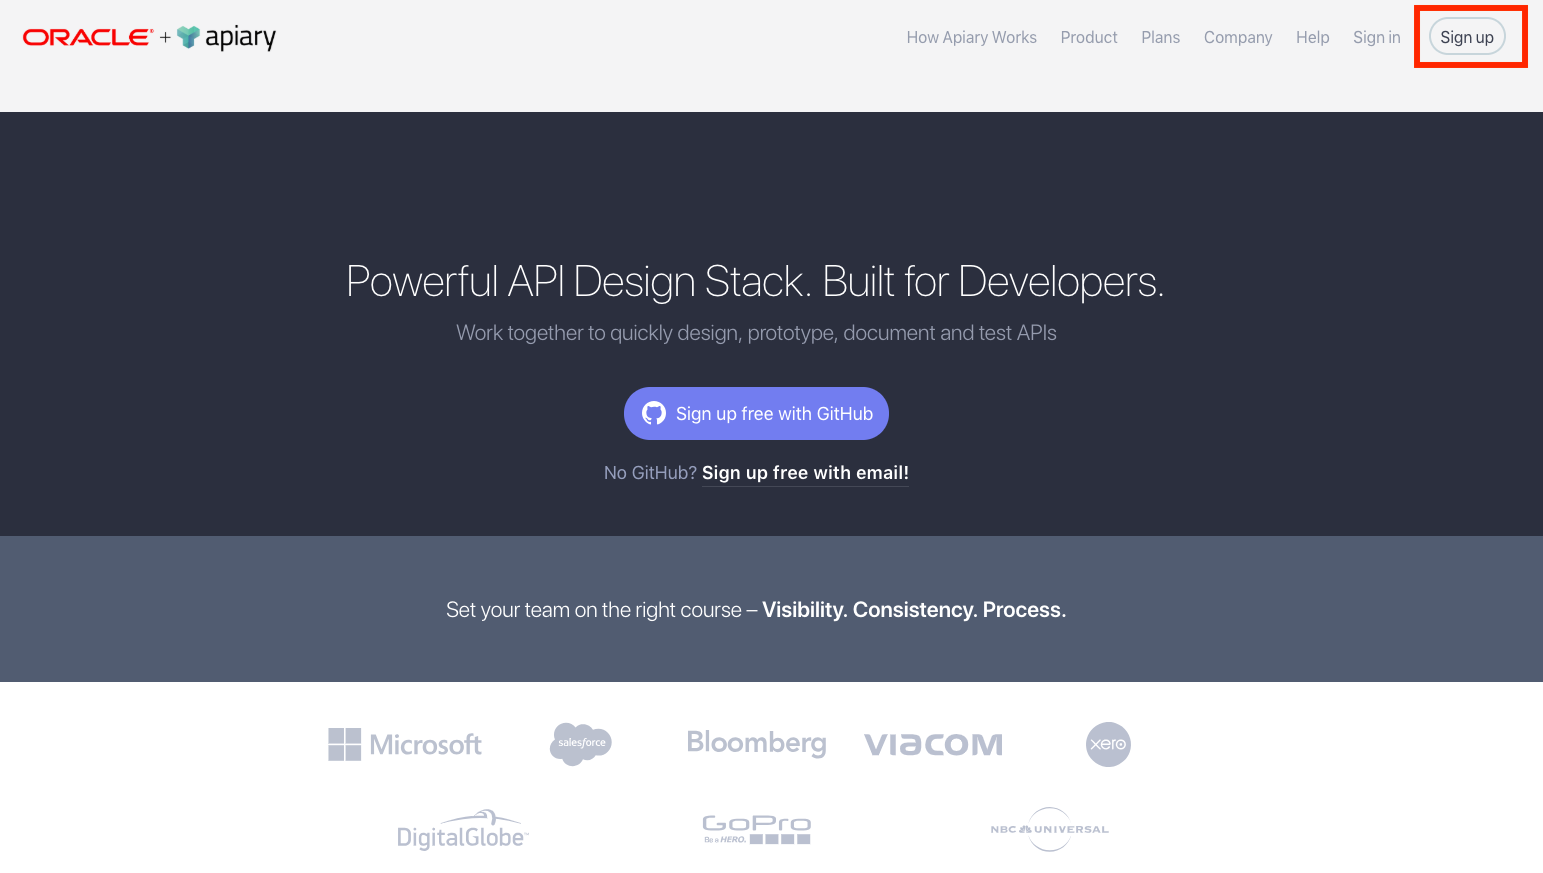 ORACLE® + apiary
How Apiary Works Product Plans Company Help Sign in Sign up
Powerful API Design Stack. Built for Developers.
Work together to quickly design, prototype, document and test APIs
Sign up free with GitHub
No GitHub? Sign up free with email!
Set your team on the right course – Visibility. Consistency. Process.
Microsoft salesforce Bloomberg VIACOM xero
DigitalGlobe™ GoPro NBC UNIVERSAL
Be a HERO.